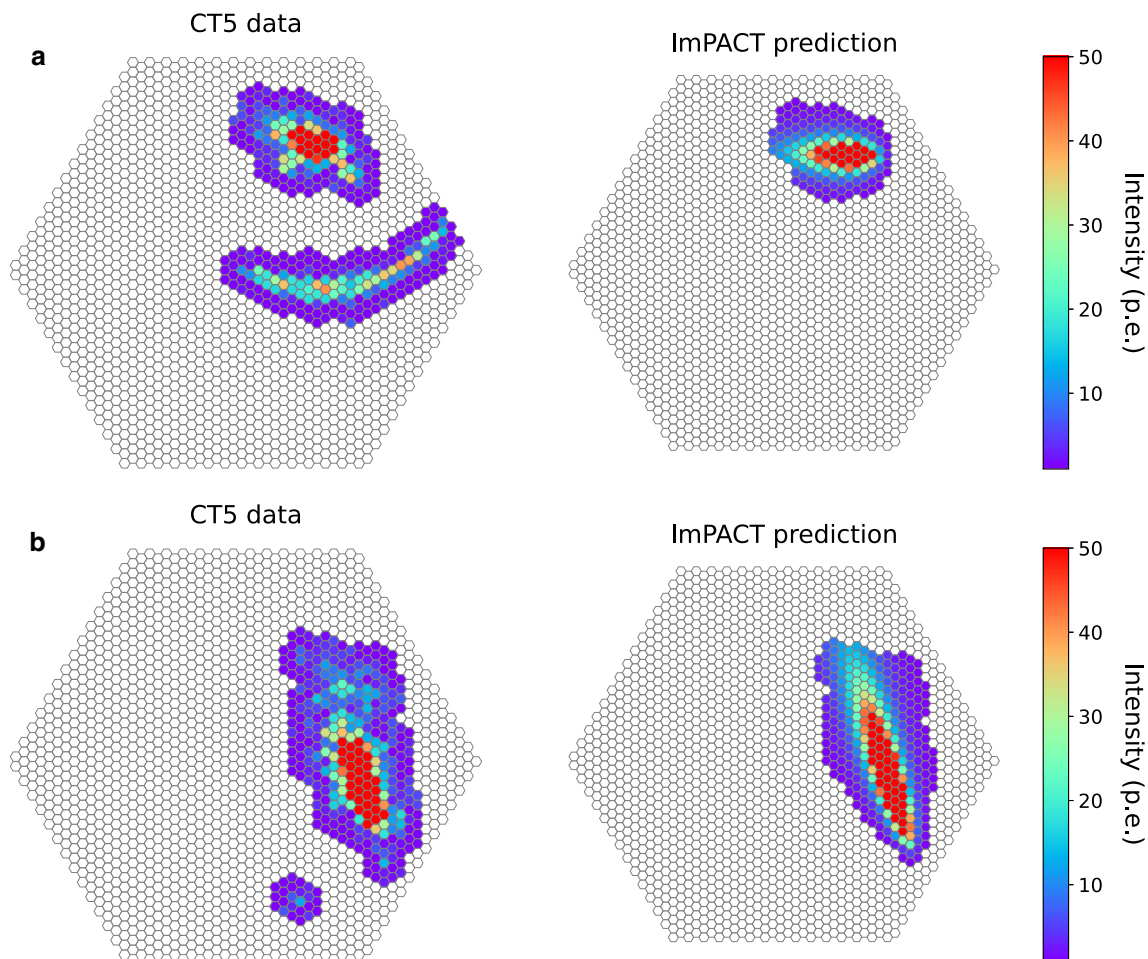 CT5 data
a
ImPACT prediction
50
40
30
20
10
Intensity (p.e.)
CT5 data
b
ImPACT prediction
50
40
30
20
10
Intensity (p.e.)